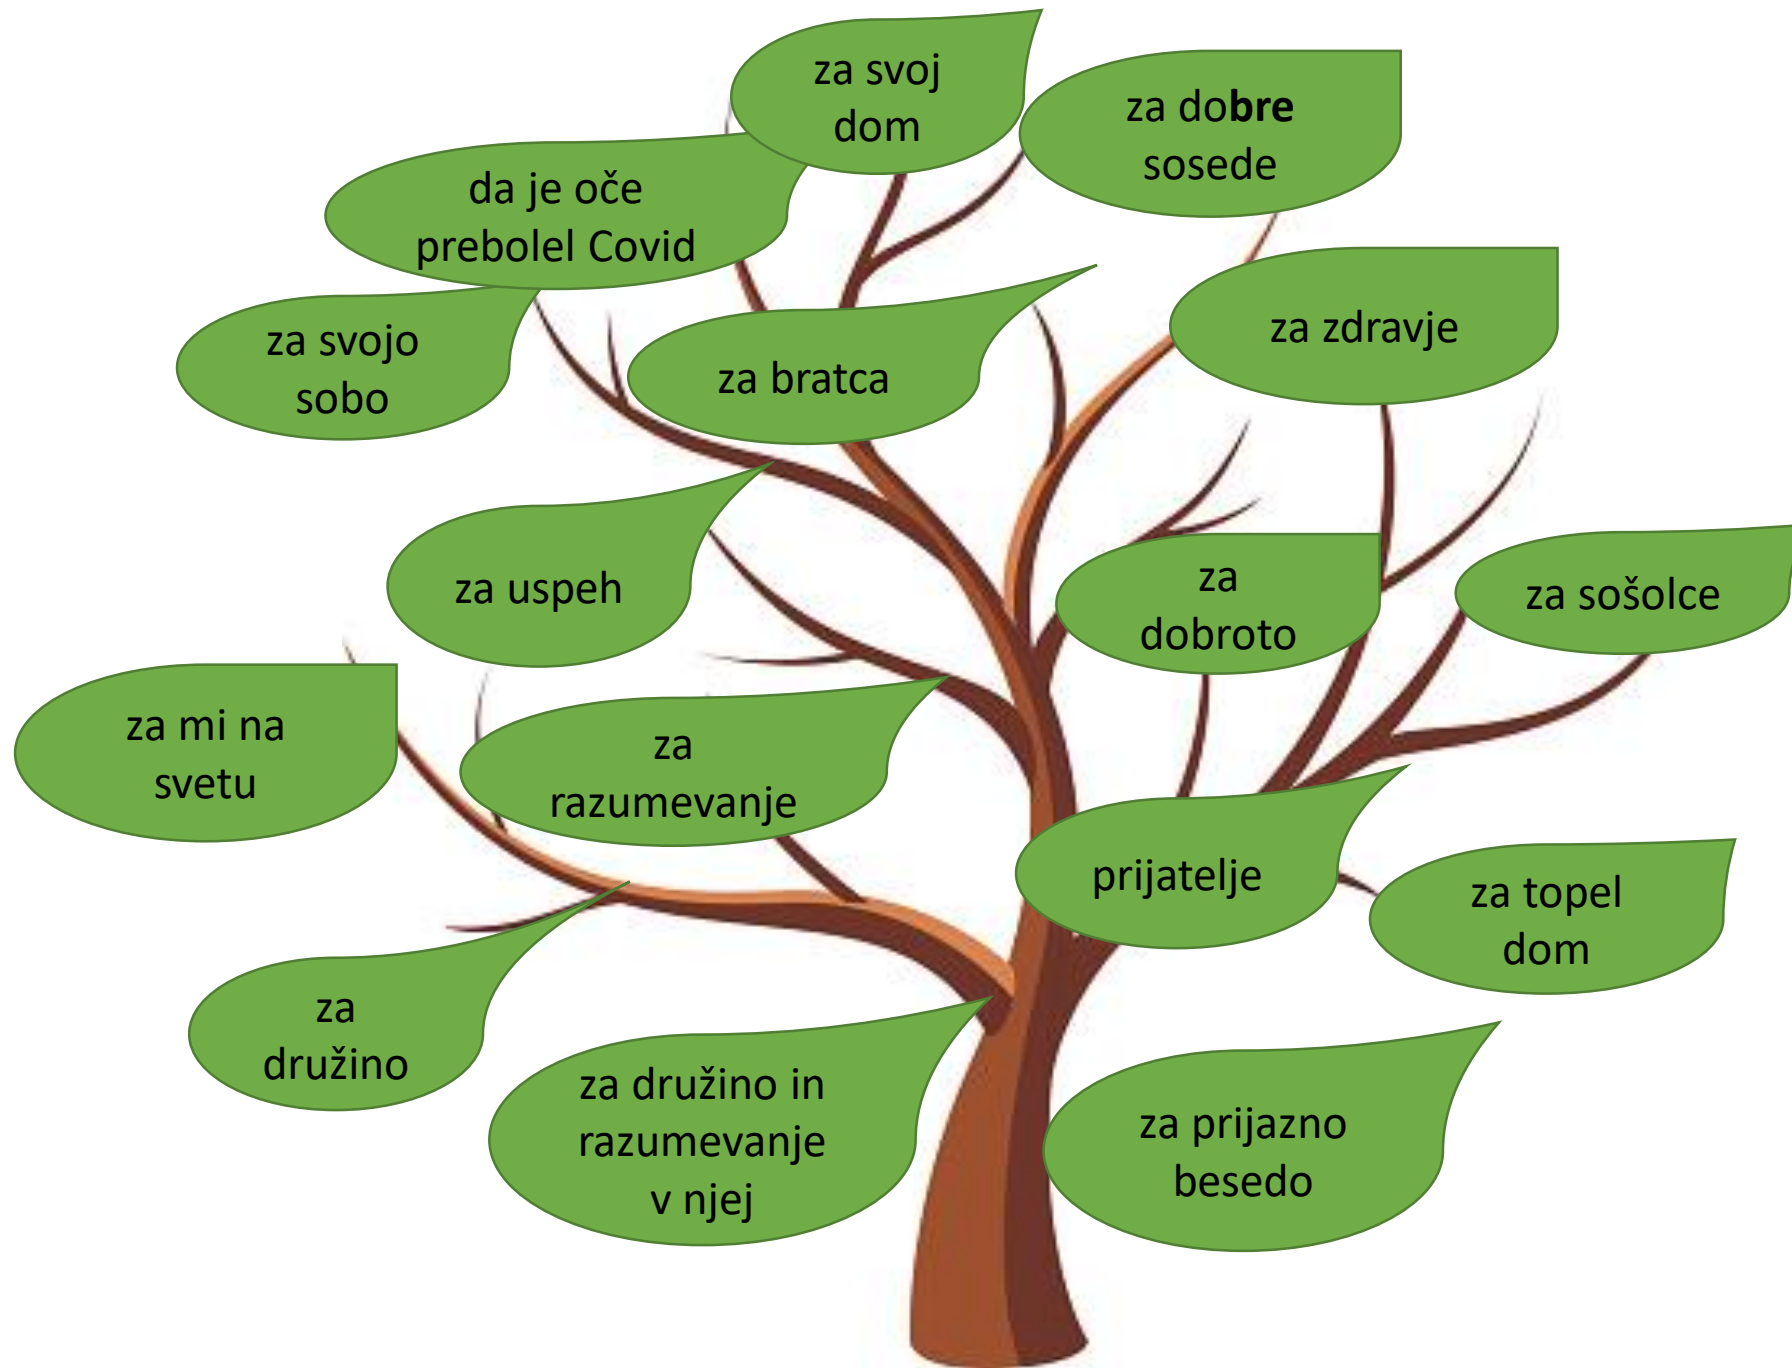 za svoj
dom
za dobre
sosede
da je oče
prebolel Covid
za svojo
sobo
za bratca
za zdravje
za uspeh
za
dobroto
za sošolce
za mi na
svetu
za
razumevanje
prijatelje
za topel
dom
za
družino
za družino in
razumevanje
v njej
za prijazno
besedo